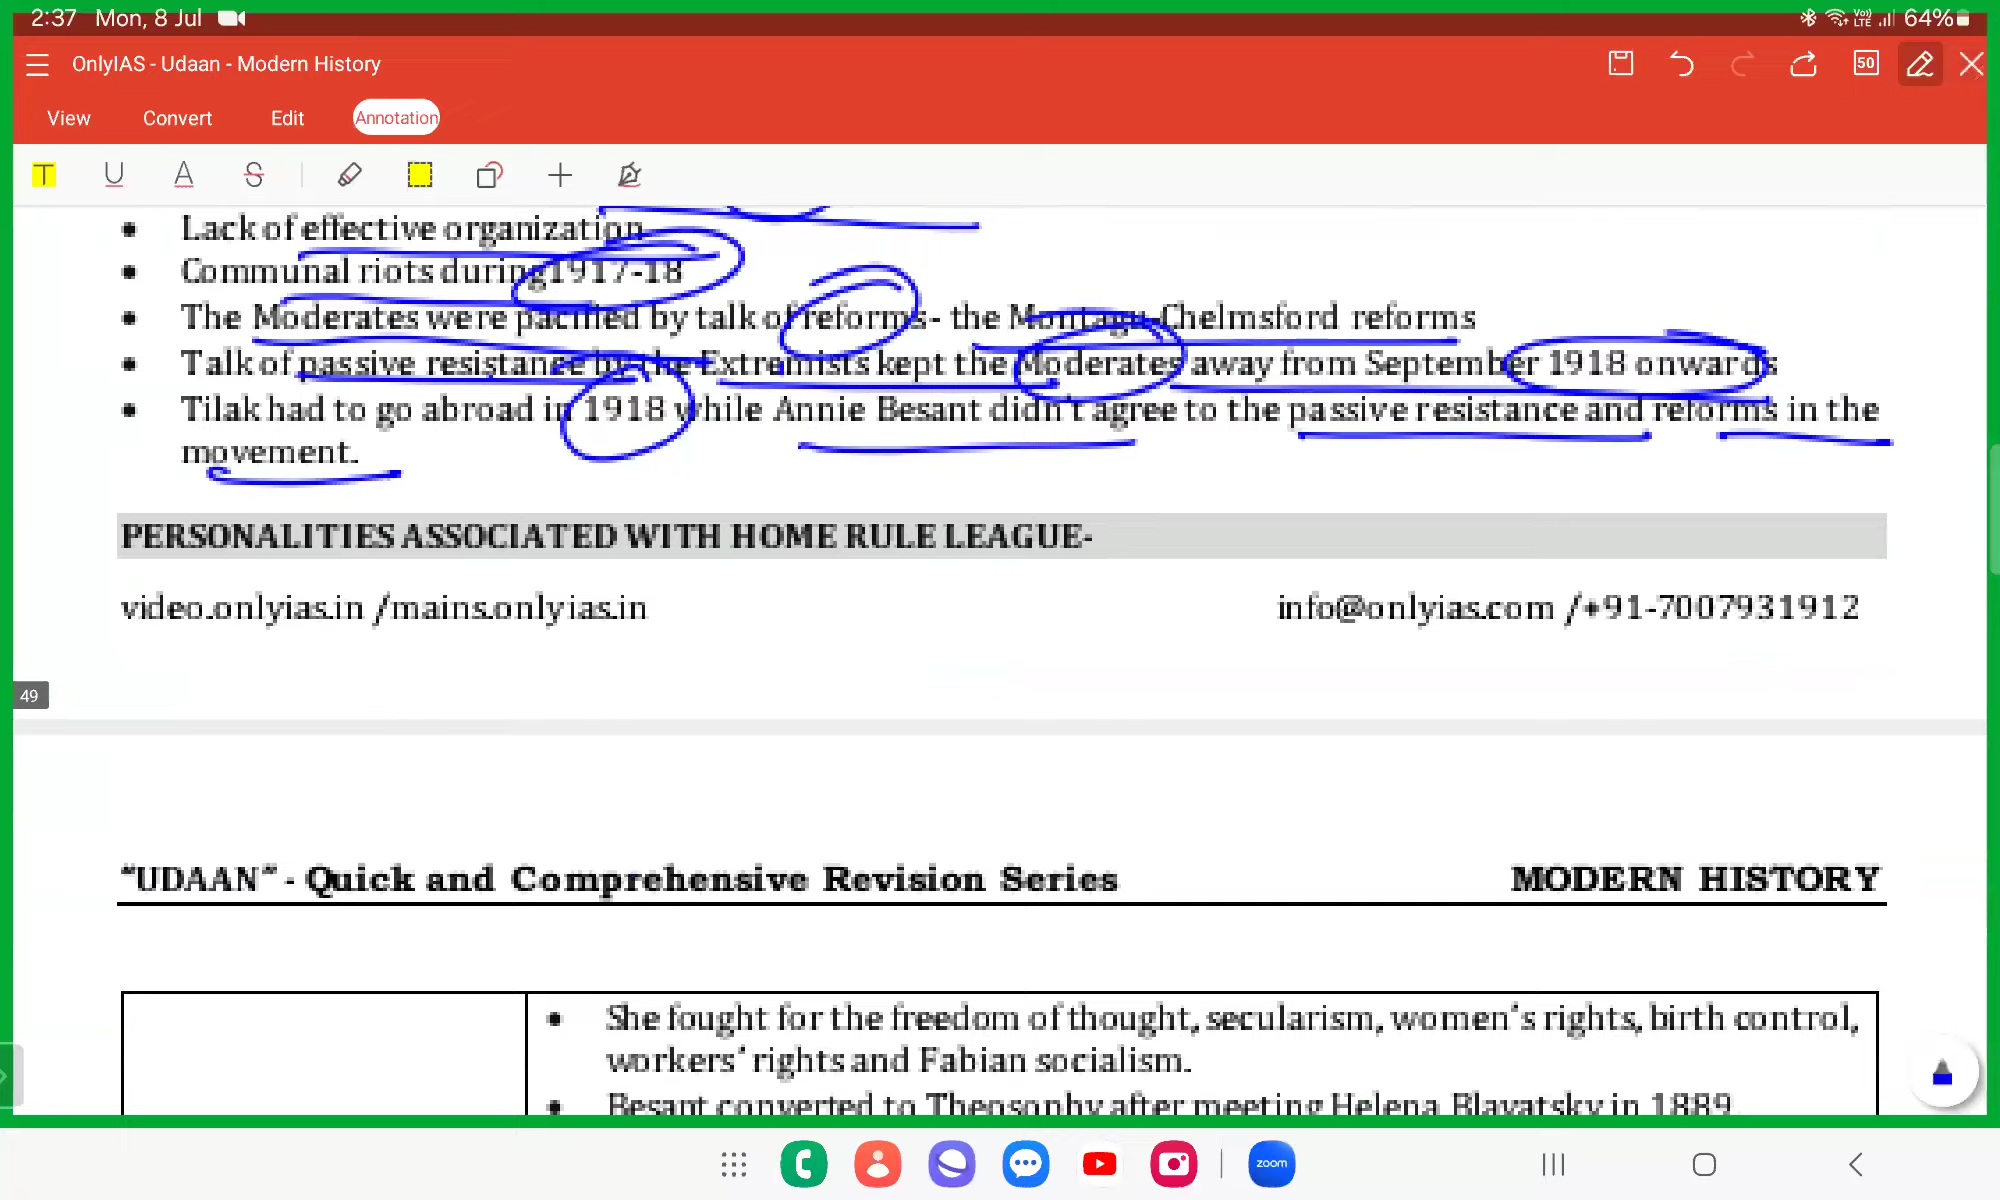 2:37 Mon, 8 Jul
Vo)) LTE 64%
OnlyIAS - Udaan - Modern History
50
View Convert Edit Annotation
T U A S
• Lack of effective organization
• Communal riots during 1917-18
• The Moderates were pacified by talk of reforms- the Montagu-Chelmsford reforms
• Talk of passive resistance by the Extremists kept the Moderates away from September 1918 onwards
• Tilak had to go abroad in 1918 while Annie Besant didn't agree to the passive resistance and reforms in the
movement.
PERSONALITIES ASSOCIATED WITH HOME RULE LEAGUE-
video.onlyias.in /mains.onlyias.in info@onlyias.com /+91-7007931912
49
"UDAAN" - Quick and Comprehensive Revision Series MODERN HISTORY
• She fought for the freedom of thought, secularism, women's rights, birth control,
workers' rights and Fabian socialism.
• Besant converted to Theosophy after meeting Helena Blavatsky in 1889.
zoom